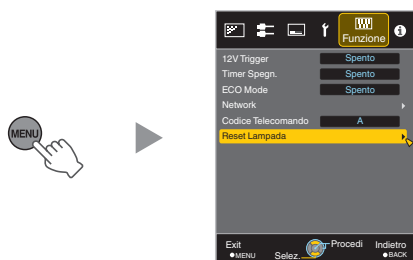 MENU
Funzione
12V Trigger Spento
Timer Spegn. Spento
ECO Mode Spento
Network
Codice Telecomando A
Reset Lampada
Exit Procedi Indietro
MENU Selez. BACK